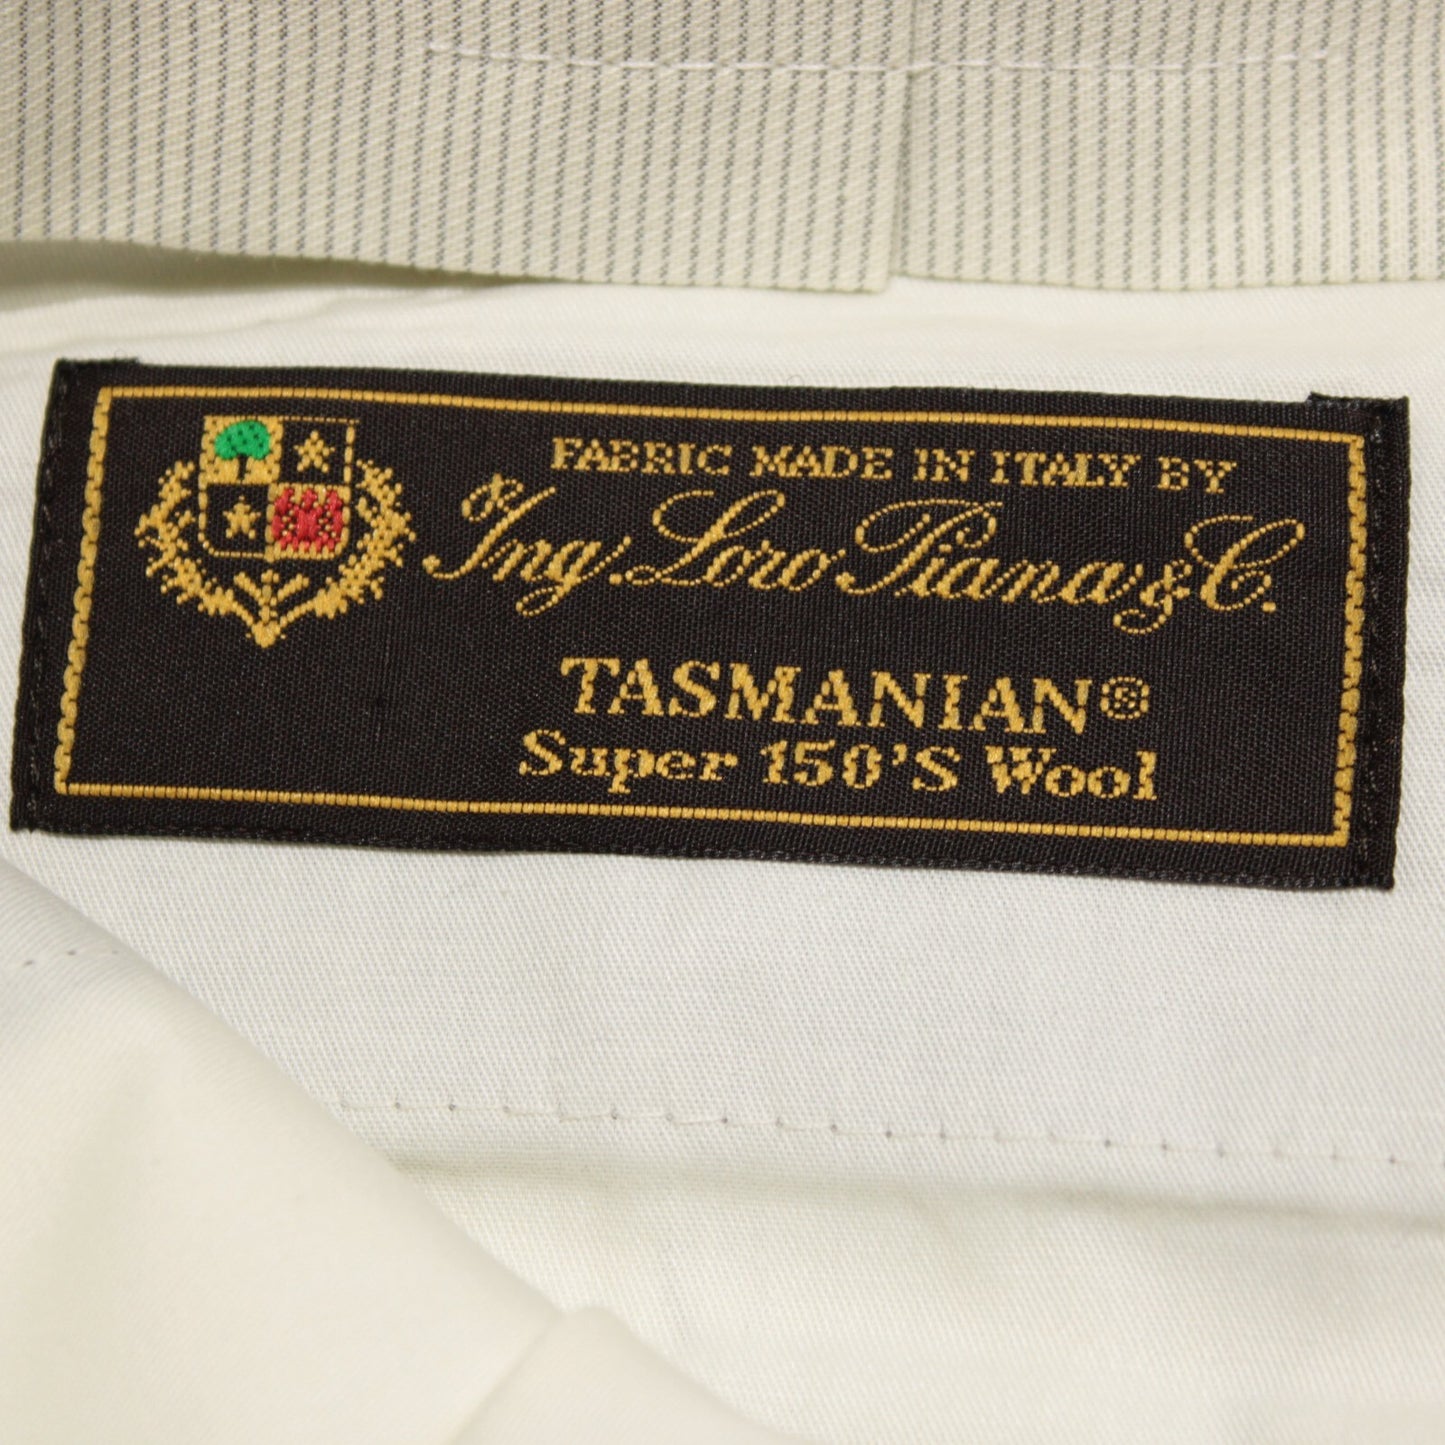 FABRIC MADE IN ITALY BY
Ing. Loro Piana & C.
TASMANIAN®
Super 150'S Wool